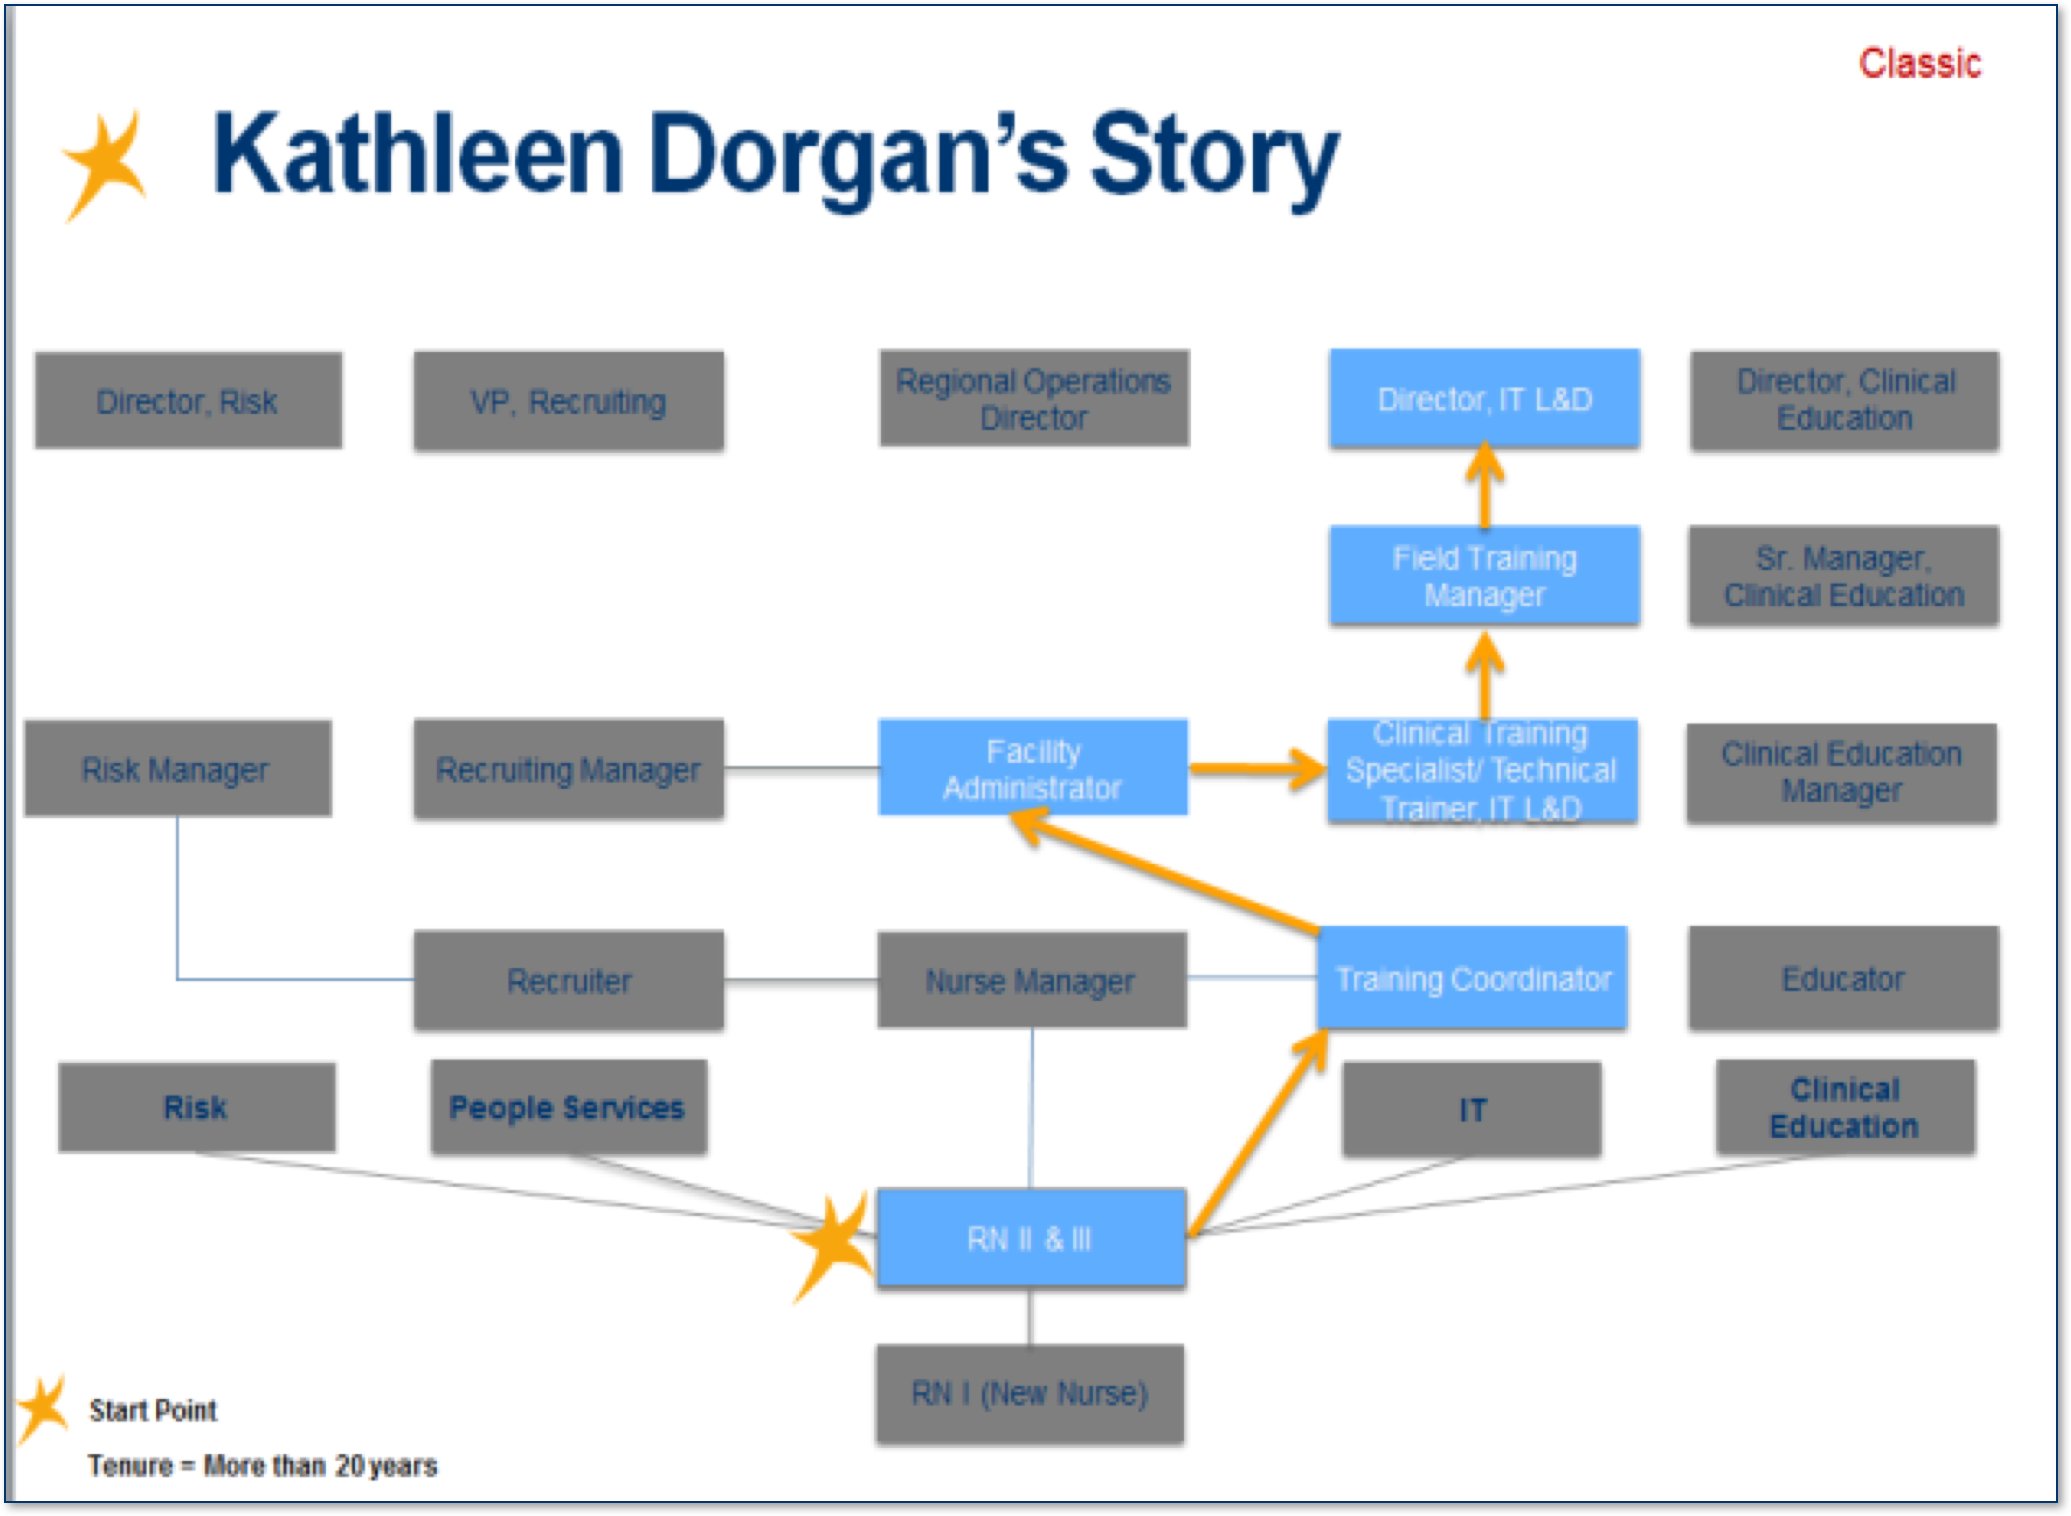 Classic
Kathleen Dorgan’s Story
Director, Risk
VP, Recruiting
Regional Operations
Director
Director, IT L&D
Director, Clinical
Education
Field Training
Manager
Sr. Manager,
Clinical Education
Risk Manager
Recruiting Manager
Facility
Administrator
Clinical Training
Specialist/ Technical
Trainer, IT L&D
Clinical Education
Manager
Recruiter
Nurse Manager
Training Coordinator
Educator
Risk
People Services
IT
Clinical
Education
RN II & III
RN I (New Nurse)
Start Point
Tenure = More than 20 years